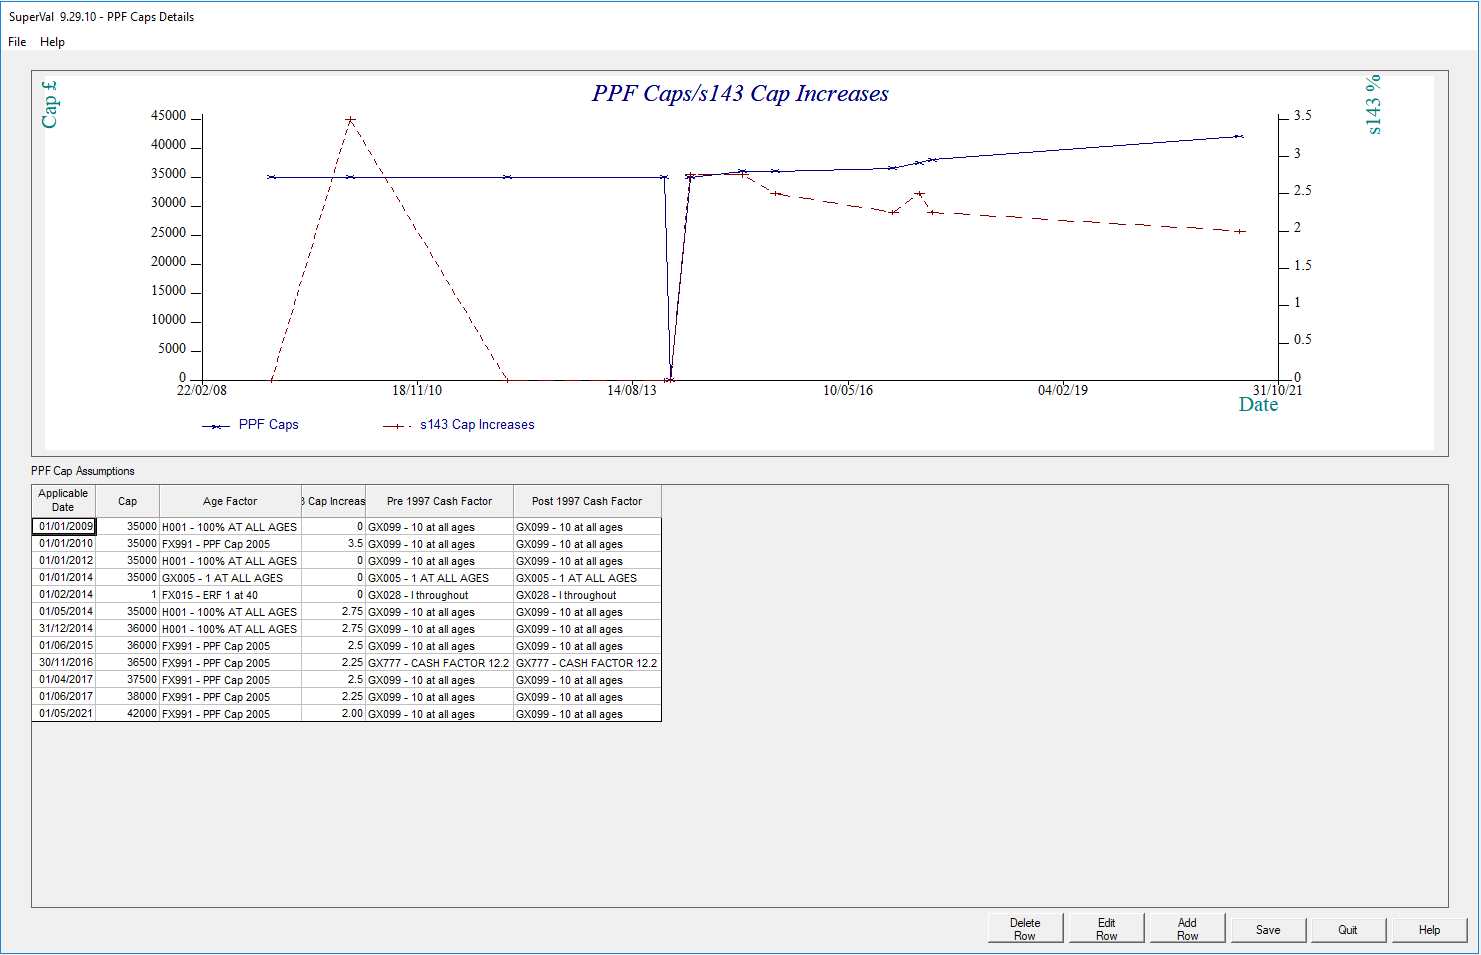 SuperVal 9.29.10 - PPF Caps Details
File Help
PPF Caps/s143 Cap Increases
Cap £
s143 %
45000
40000
35000
30000
25000
20000
15000
10000
5000
0
3.5
3
2.5
2
1.5
1
0.5
0
22/02/08 18/11/10 14/08/13 10/05/16 04/02/19 31/10/21
Date
PPF Caps s143 Cap Increases
PPF Cap Assumptions
Applicable Date Cap Age Factor 3 Cap Increas Pre 1997 Cash Factor Post 1997 Cash Factor
01/01/2009 35000 H001 - 100% AT ALL AGES 0 GX099 - 10 at all ages GX099 - 10 at all ages
01/01/2010 35000 FX991 - PPF Cap 2005 3.5 GX099 - 10 at all ages GX099 - 10 at all ages
01/01/2012 35000 H001 - 100% AT ALL AGES 0 GX099 - 10 at all ages GX099 - 10 at all ages
01/01/2014 35000 GX005 - 1 AT ALL AGES 0 GX005 - 1 AT ALL AGES GX005 - 1 AT ALL AGES
01/02/2014 1 FX015 - ERF 1 at 40 0 GX028 - I throughout GX028 - I throughout
01/05/2014 35000 H001 - 100% AT ALL AGES 2.75 GX099 - 10 at all ages GX099 - 10 at all ages
31/12/2014 36000 H001 - 100% AT ALL AGES 2.75 GX099 - 10 at all ages GX099 - 10 at all ages
01/06/2015 36000 FX991 - PPF Cap 2005 2.5 GX099 - 10 at all ages GX099 - 10 at all ages
30/11/2016 36500 FX991 - PPF Cap 2005 2.25 GX777 - CASH FACTOR 12.2 GX777 - CASH FACTOR 12.2
01/04/2017 37500 FX991 - PPF Cap 2005 2.5 GX099 - 10 at all ages GX099 - 10 at all ages
01/06/2017 38000 FX991 - PPF Cap 2005 2.25 GX099 - 10 at all ages GX099 - 10 at all ages
01/05/2021 42000 FX991 - PPF Cap 2005 2.00 GX099 - 10 at all ages GX099 - 10 at all ages
Delete Row Edit Row Add Row Save Quit Help